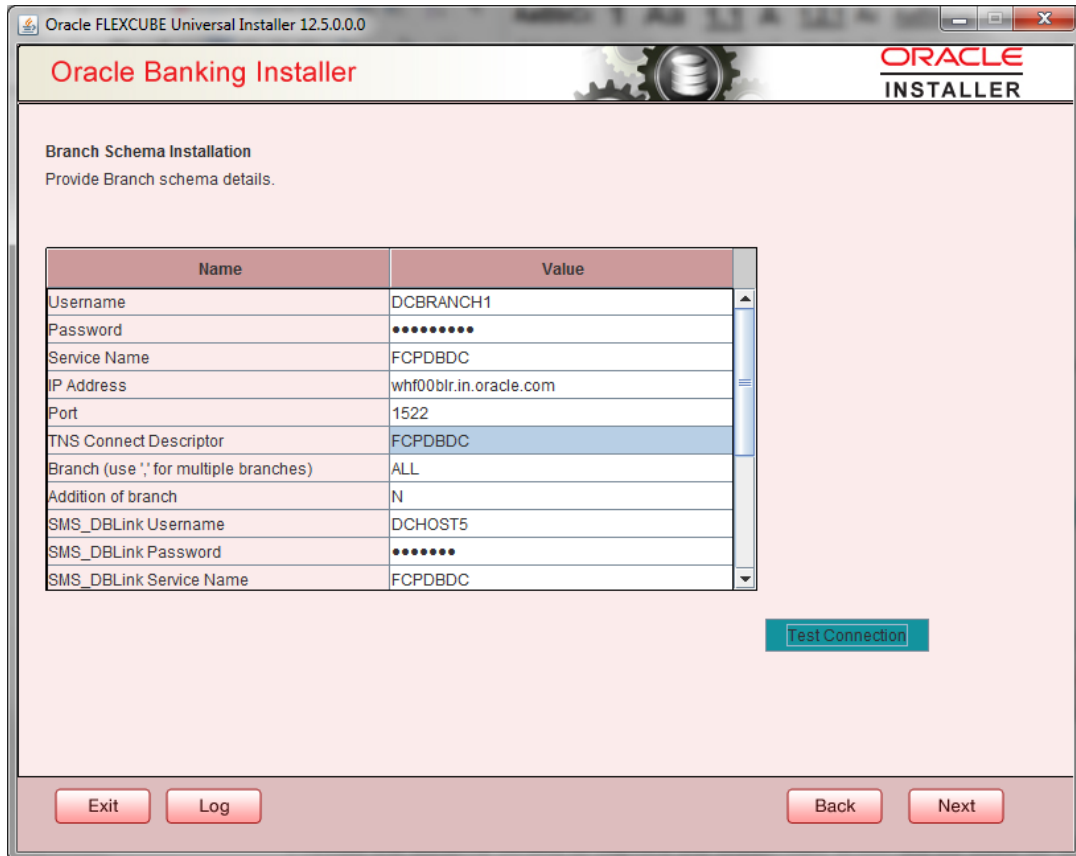 Oracle FLEXCUBE Universal Installer 12.5.0.0.0
Oracle Banking Installer
ORACLE
INSTALLER
Branch Schema Installation
Provide Branch schema details.
Name Value
Username DCBRANCH1
Password •••••••••
Service Name FCPDBDC
IP Address whf00blr.in.oracle.com
Port 1522
TNS Connect Descriptor FCPDBDC
Branch (use ',' for multiple branches) ALL
Addition of branch N
SMS_DBLink Username DCHOST5
SMS_DBLink Password •••••••
SMS_DBLink Service Name FCPDBDC
Test Connection
Exit Log Back Next